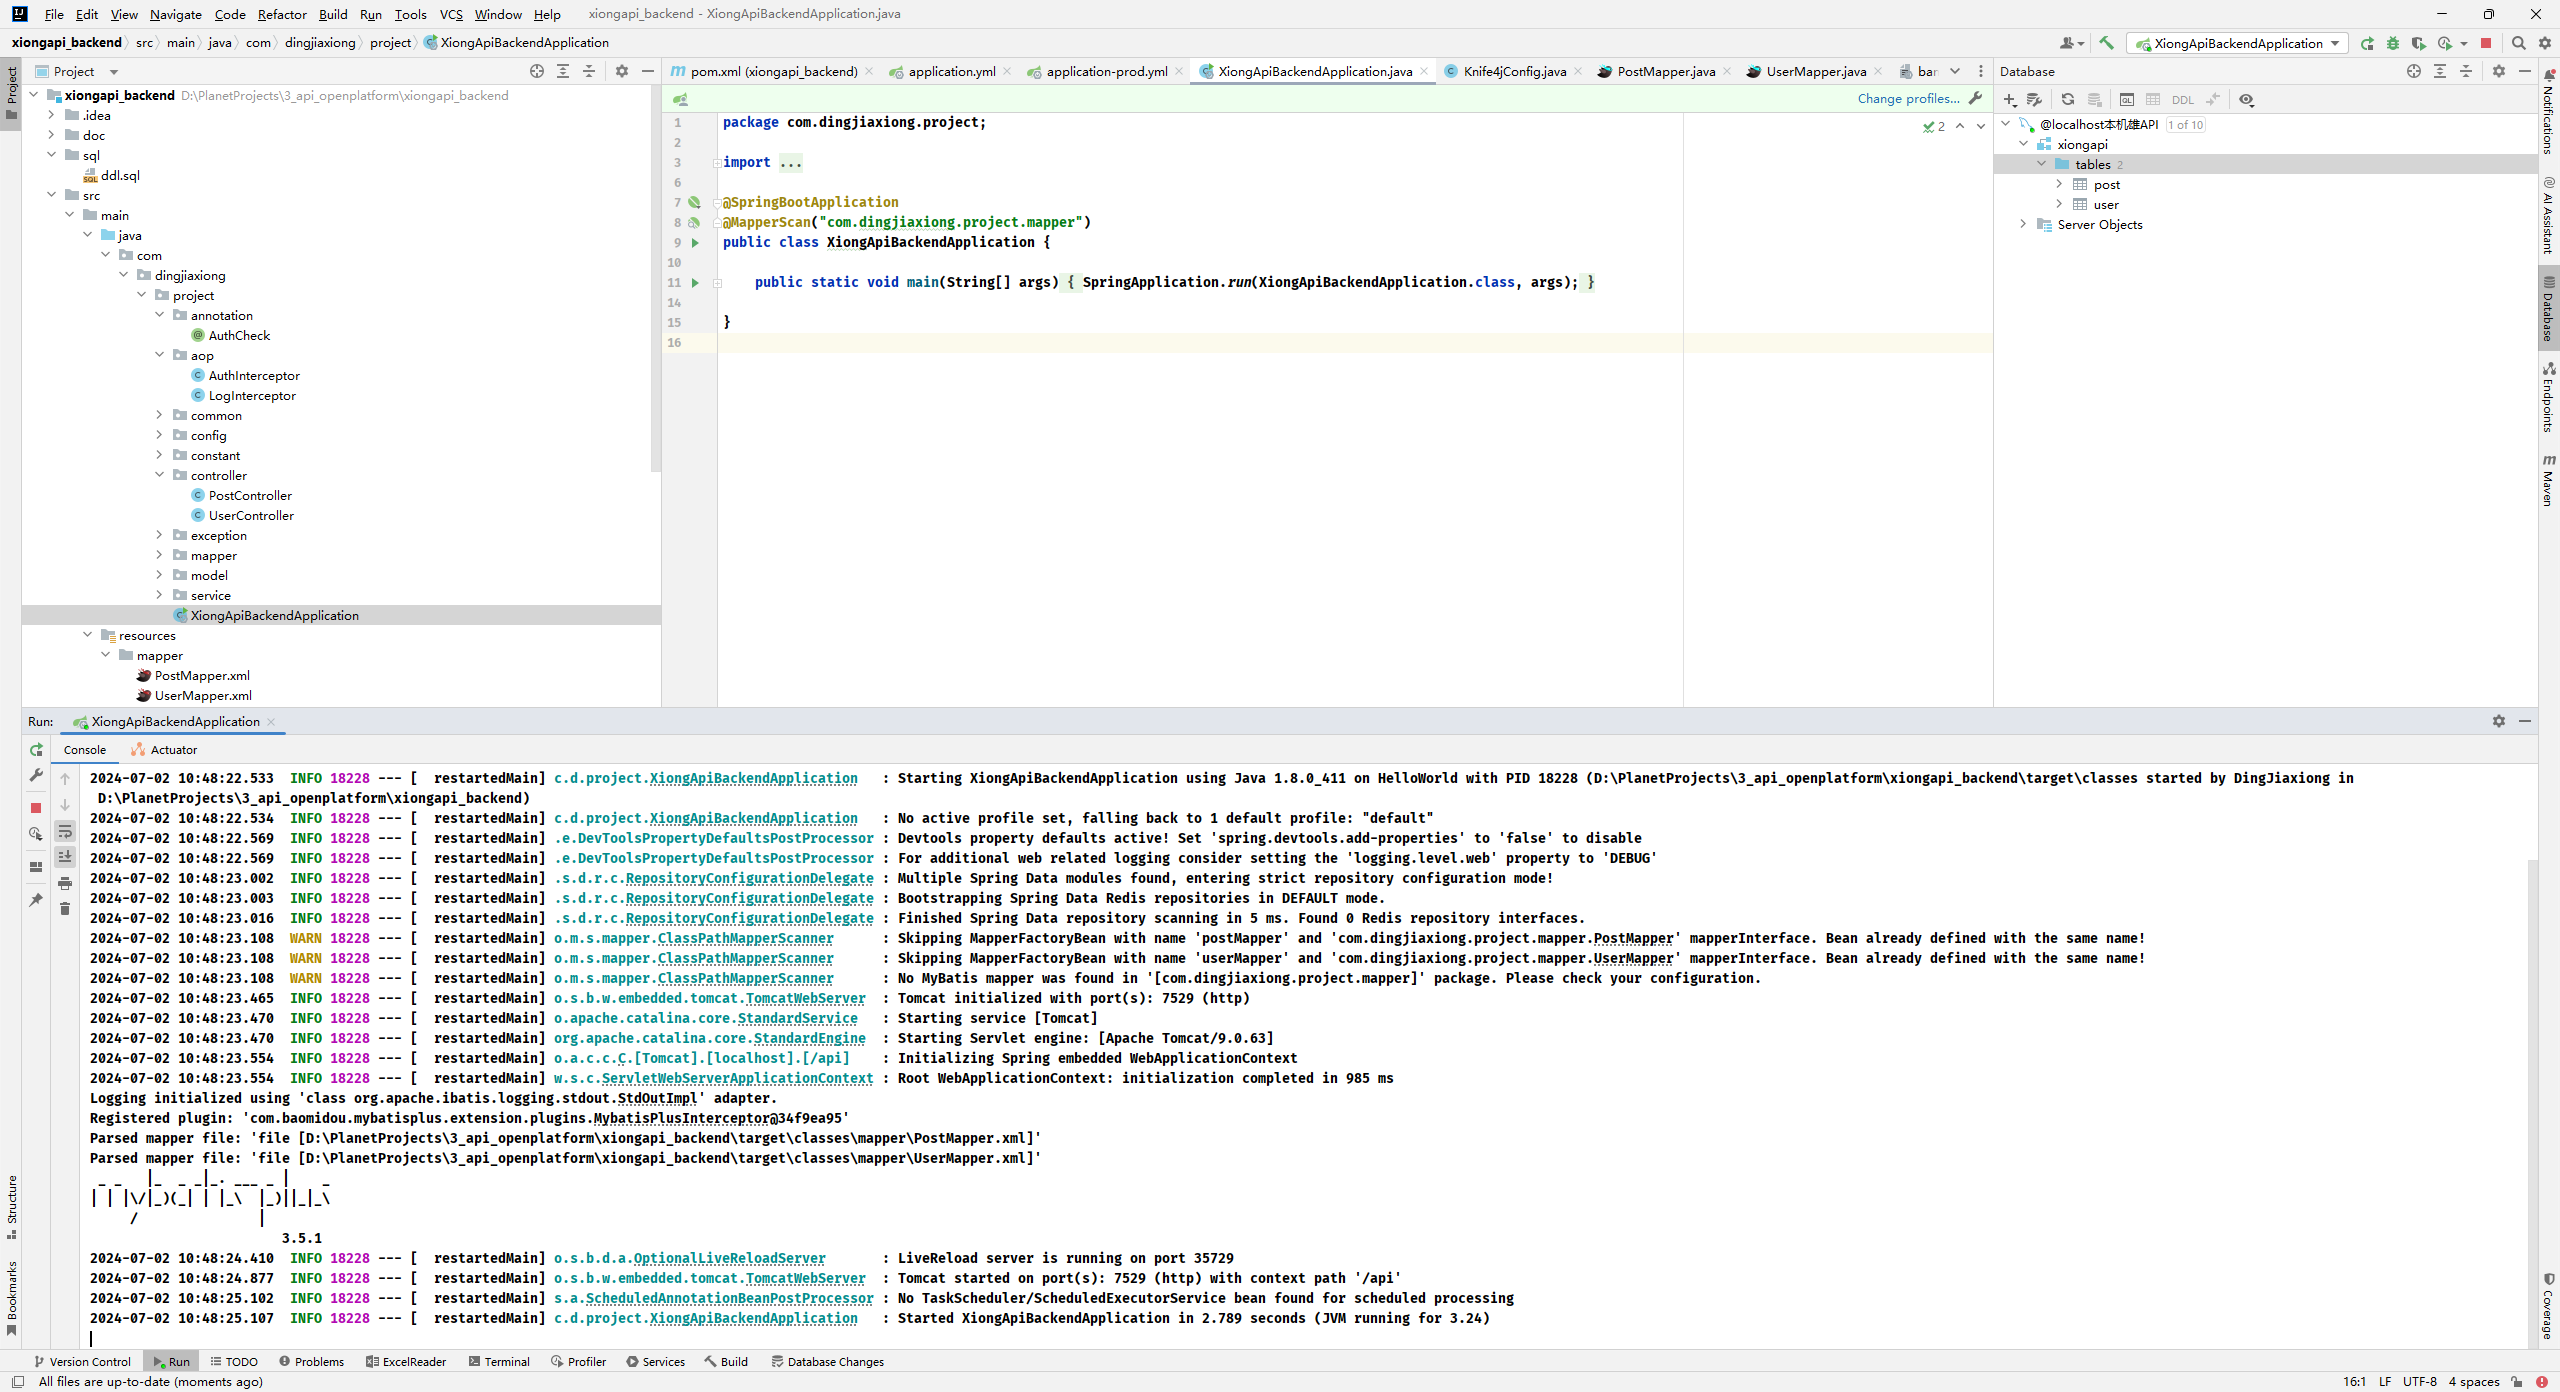 File Edit View Navigate Code Refactor Build Run Tools VCS Window Help xiongapi_backend - XiongApiBackendApplication.java
xiongapi_backend src main java com dingjiaxiong project XiongApiBackendApplication
XiongApiBackendApplication
Project
pom.xml (xiongapi_backend) application.yml application-prod.yml XiongApiBackendApplication.java Knife4jConfig.java PostMapper.java UserMapper.java bar
Database
Project
xiongapi_backend D:\PlanetProjects\3_api_openplatform\xiongapi_backend
.idea
doc
sql
ddl.sql
src
main
java
com
dingjiaxiong
project
annotation
AuthCheck
aop
AuthInterceptor
LogInterceptor
common
config
constant
controller
PostController
UserController
exception
mapper
model
service
XiongApiBackendApplication
resources
mapper
PostMapper.xml
UserMapper.xml
Change profiles...
2
1 package com.dingjiaxiong.project;
2
3 import ...
6
7 @SpringBootApplication
8 @MapperScan("com.dingjiaxiong.project.mapper")
9 public class XiongApiBackendApplication {
10
11 public static void main(String[] args) { SpringApplication.run(XiongApiBackendApplication.class, args); }
14
15 }
16
DDL
@localhost本机雄API 1 of 10
xiongapi
tables 2
post
user
Server Objects
Notifications
AI Assistant
Database
Endpoints
Maven
Run: XiongApiBackendApplication
Console Actuator
2024-07-02 10:48:22.533 INFO 18228 --- [ restartedMain] c.d.project.XiongApiBackendApplication : Starting XiongApiBackendApplication using Java 1.8.0_411 on HelloWorld with PID 18228 (D:\PlanetProjects\3_api_openplatform\xiongapi_backend\target\classes started by DingJiaxiong in
D:\PlanetProjects\3_api_openplatform\xiongapi_backend)
2024-07-02 10:48:22.534 INFO 18228 --- [ restartedMain] c.d.project.XiongApiBackendApplication : No active profile set, falling back to 1 default profile: "default"
2024-07-02 10:48:22.569 INFO 18228 --- [ restartedMain] .e.DevToolsPropertyDefaultsPostProcessor : Devtools property defaults active! Set 'spring.devtools.add-properties' to 'false' to disable
2024-07-02 10:48:22.569 INFO 18228 --- [ restartedMain] .e.DevToolsPropertyDefaultsPostProcessor : For additional web related logging consider setting the 'logging.level.web' property to 'DEBUG'
2024-07-02 10:48:23.002 INFO 18228 --- [ restartedMain] .s.d.r.c.RepositoryConfigurationDelegate : Multiple Spring Data modules found, entering strict repository configuration mode!
2024-07-02 10:48:23.003 INFO 18228 --- [ restartedMain] .s.d.r.c.RepositoryConfigurationDelegate : Bootstrapping Spring Data Redis repositories in DEFAULT mode.
2024-07-02 10:48:23.016 INFO 18228 --- [ restartedMain] .s.d.r.c.RepositoryConfigurationDelegate : Finished Spring Data repository scanning in 5 ms. Found 0 Redis repository interfaces.
2024-07-02 10:48:23.108 WARN 18228 --- [ restartedMain] o.m.s.mapper.ClassPathMapperScanner : Skipping MapperFactoryBean with name 'postMapper' and 'com.dingjiaxiong.project.mapper.PostMapper' mapperInterface. Bean already defined with the same name!
2024-07-02 10:48:23.108 WARN 18228 --- [ restartedMain] o.m.s.mapper.ClassPathMapperScanner : Skipping MapperFactoryBean with name 'userMapper' and 'com.dingjiaxiong.project.mapper.UserMapper' mapperInterface. Bean already defined with the same name!
2024-07-02 10:48:23.108 WARN 18228 --- [ restartedMain] o.m.s.mapper.ClassPathMapperScanner : No MyBatis mapper was found in '[com.dingjiaxiong.project.mapper]' package. Please check your configuration.
2024-07-02 10:48:23.465 INFO 18228 --- [ restartedMain] o.s.b.w.embedded.tomcat.TomcatWebServer : Tomcat initialized with port(s): 7529 (http)
2024-07-02 10:48:23.470 INFO 18228 --- [ restartedMain] o.apache.catalina.core.StandardService : Starting service [Tomcat]
2024-07-02 10:48:23.470 INFO 18228 --- [ restartedMain] org.apache.catalina.core.StandardEngine : Starting Servlet engine: [Apache Tomcat/9.0.63]
2024-07-02 10:48:23.554 INFO 18228 --- [ restartedMain] o.a.c.c.C.[Tomcat].[localhost].[/api] : Initializing Spring embedded WebApplicationContext
2024-07-02 10:48:23.554 INFO 18228 --- [ restartedMain] w.s.c.ServletWebServerApplicationContext : Root WebApplicationContext: initialization completed in 985 ms
Logging initialized using 'class org.apache.ibatis.logging.stdout.StdOutImpl' adapter.
Registered plugin: 'com.baomidou.mybatisplus.extension.plugins.MybatisPlusInterceptor@34f9ea95'
Parsed mapper file: 'file [D:\PlanetProjects\3_api_openplatform\xiongapi_backend\target\classes\mapper\PostMapper.xml]'
Parsed mapper file: 'file [D:\PlanetProjects\3_api_openplatform\xiongapi_backend\target\classes\mapper\UserMapper.xml]'
 _ _   |_  _ _|_. ___ _ |    _
| | |\/|_)(_| | |_\  |_)||_|_\
     /               |
3.5.1
2024-07-02 10:48:24.410 INFO 18228 --- [ restartedMain] o.s.b.d.a.OptionalLiveReloadServer : LiveReload server is running on port 35729
2024-07-02 10:48:24.877 INFO 18228 --- [ restartedMain] o.s.b.w.embedded.tomcat.TomcatWebServer : Tomcat started on port(s): 7529 (http) with context path '/api'
2024-07-02 10:48:25.102 INFO 18228 --- [ restartedMain] s.a.ScheduledAnnotationBeanPostProcessor : No TaskScheduler/ScheduledExecutorService bean found for scheduled processing
2024-07-02 10:48:25.107 INFO 18228 --- [ restartedMain] c.d.project.XiongApiBackendApplication : Started XiongApiBackendApplication in 2.789 seconds (JVM running for 3.24)
Structure
Bookmarks
Coverage
Version Control Run TODO Problems ExcelReader Terminal Profiler Services Build Database Changes
All files are up-to-date (moments ago)
16:1 LF UTF-8 4 spaces